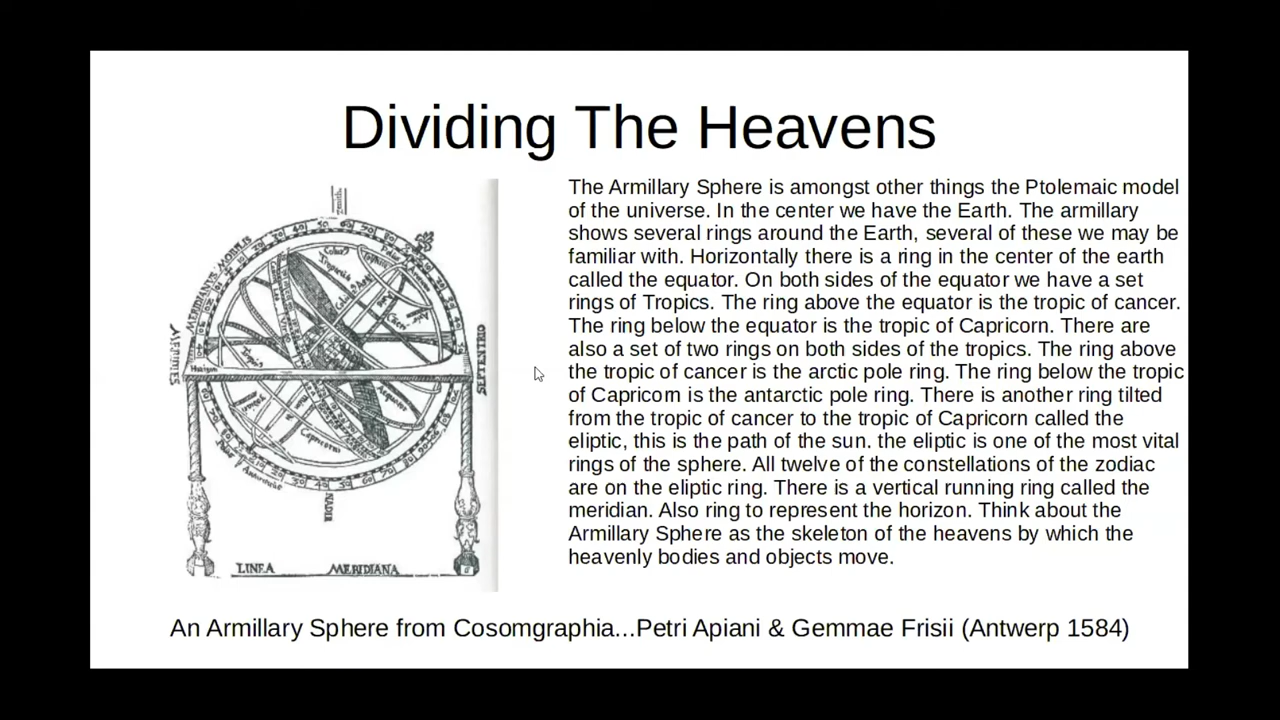 Dividing The Heavens
The Armillary Sphere is amongst other things the Ptolemaic model
of the universe. In the center we have the Earth. The armillary
shows several rings around the Earth, several of these we may be
familiar with. Horizontally there is a ring in the center of the earth
called the equator. On both sides of the equator we have a set
rings of Tropics. The ring above the equator is the tropic of cancer.
The ring below the equator is the tropic of Capricorn. There are
also a set of two rings on both sides of the tropics. The ring above
the tropic of cancer is the arctic pole ring. The ring below the tropic
of Capricorn is the antarctic pole ring. There is another ring tilted
from the tropic of cancer to the tropic of Capricorn called the
eliptic, this is the path of the sun. the eliptic is one of the most vital
rings of the sphere. All twelve of the constellations of the zodiac
are on the eliptic ring. There is a vertical running ring called the
meridian. Also ring to represent the horizon. Think about the
Armillary Sphere as the skeleton of the heavens by which the
heavenly bodies and objects move.
Zenith
MERIDIANUS MOBILIS
MERIDIES
SEPTENTRIO
Horizon
Capricorni
NADIR
LINEA MERIDIANA
An Armillary Sphere from Cosomgraphia...Petri Apiani & Gemmae Frisii (Antwerp 1584)